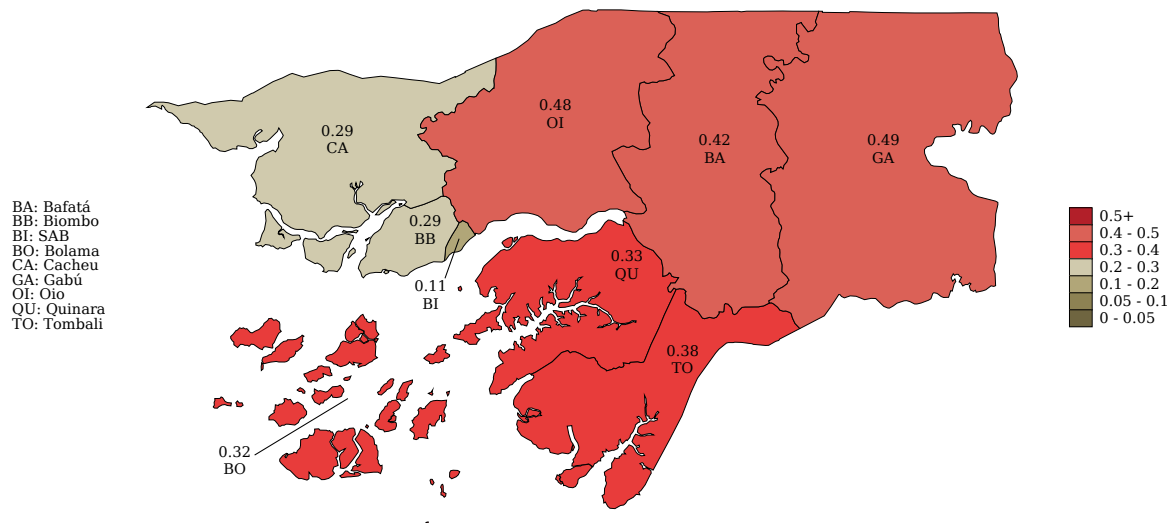 0.29
CA
0.48
OI
0.42
BA
0.49
GA
BA: Bafatá
BB: Biombo
BI: SAB
BO: Bolama
CA: Cacheu
GA: Gabú
OI: Oio
QU: Quinara
TO: Tombali
0.29
BB
0.11
BI
0.33
QU
0.38
TO
0.32
BO
0.5+
0.4 - 0.5
0.3 - 0.4
0.2 - 0.3
0.1 - 0.2
0.05 - 0.1
0 - 0.05